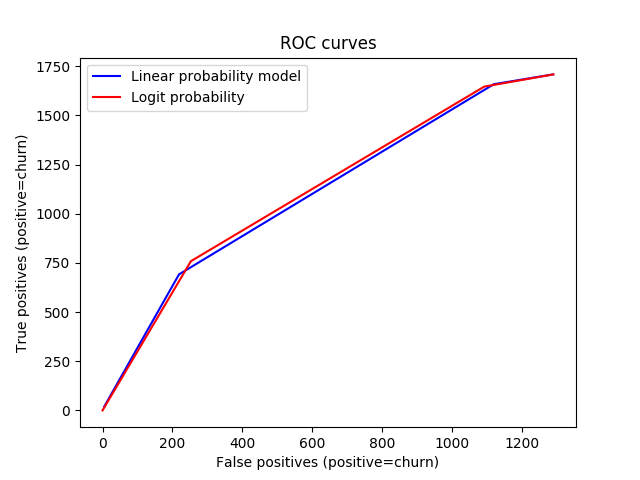 ROC curves
Linear probability model
Logit probability
True positives (positive=churn)
1750
1500
1250
1000
750
500
250
0
0 200 400 600 800 1000 1200
False positives (positive=churn)